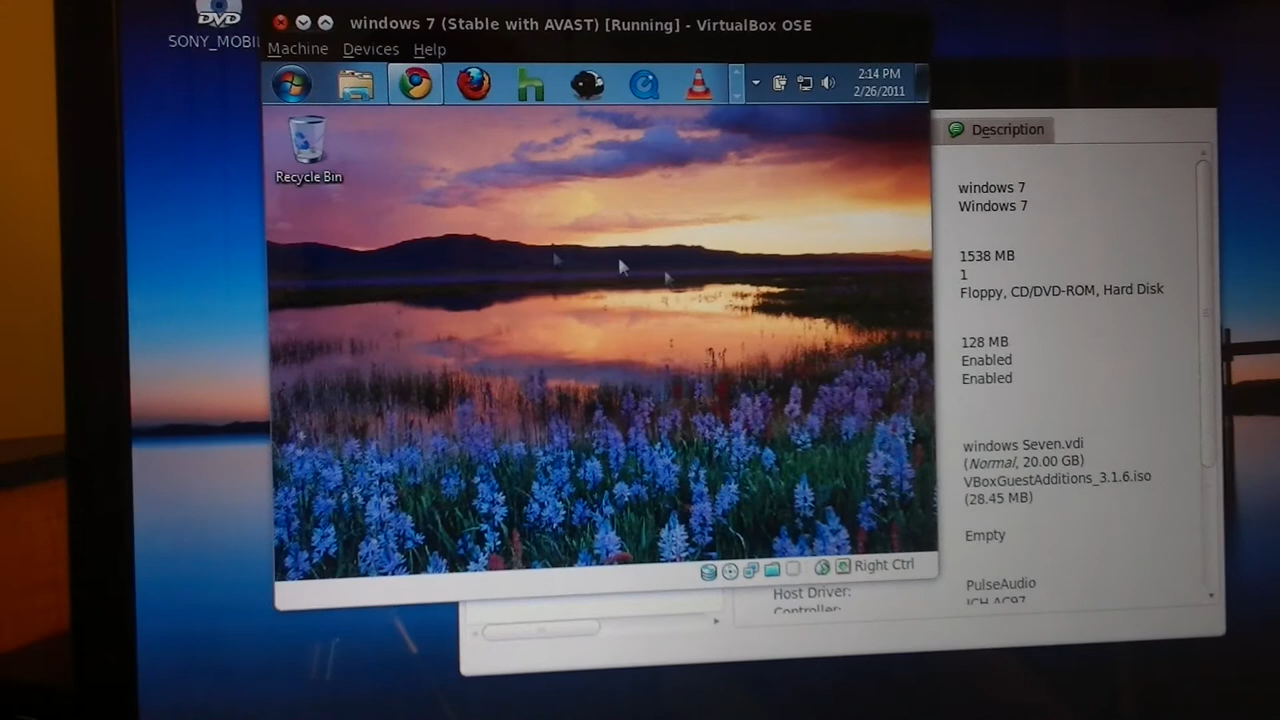 DVD
SONY_MOBI
windows 7 (Stable with AVAST) [Running] - VirtualBox OSE
Machine Devices Help
2:14 PM
2/26/2011
Recycle Bin
Right Ctrl
Description
windows 7
Windows 7
1538 MB
1
Floppy, CD/DVD-ROM, Hard Disk
128 MB
Enabled
Enabled
windows Seven.vdi
(Normal, 20.00 GB)
VBoxGuestAdditions_3.1.6.iso
(28.45 MB)
Empty
Host Driver: PulseAudio
Controller: ICH AC97